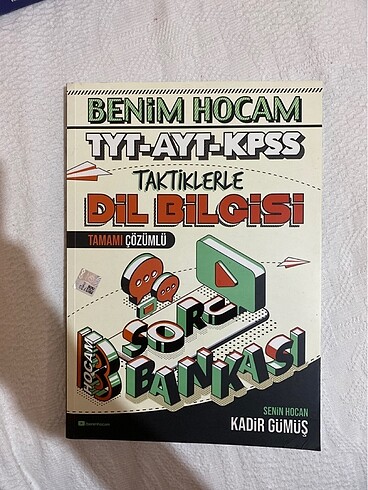 BENİM HOCAM
TYT-AYT-KPSS
TAKTİKLERLE
DİL BİLGİSİ
TAMAMI ÇÖZÜMLÜ
SORU
BANKASI
HOCAM
SENİN HOCAN
KADİR GÜMÜŞ